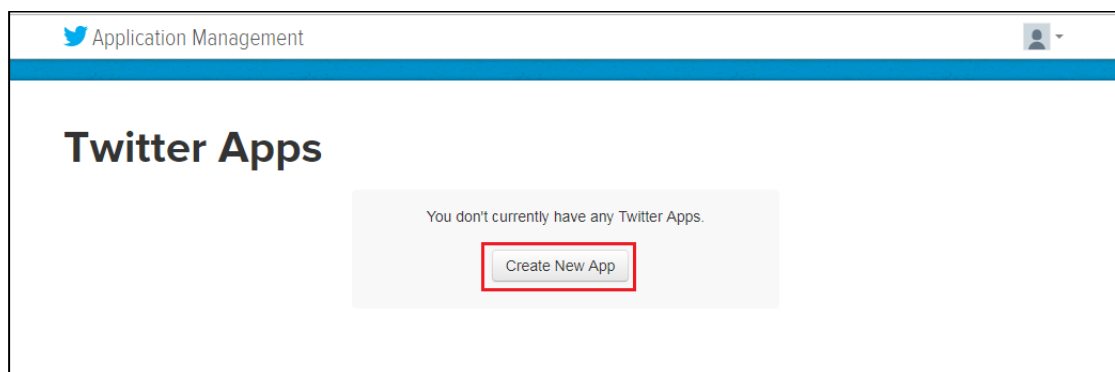 Application Management
Twitter Apps
You don't currently have any Twitter Apps.
Create New App